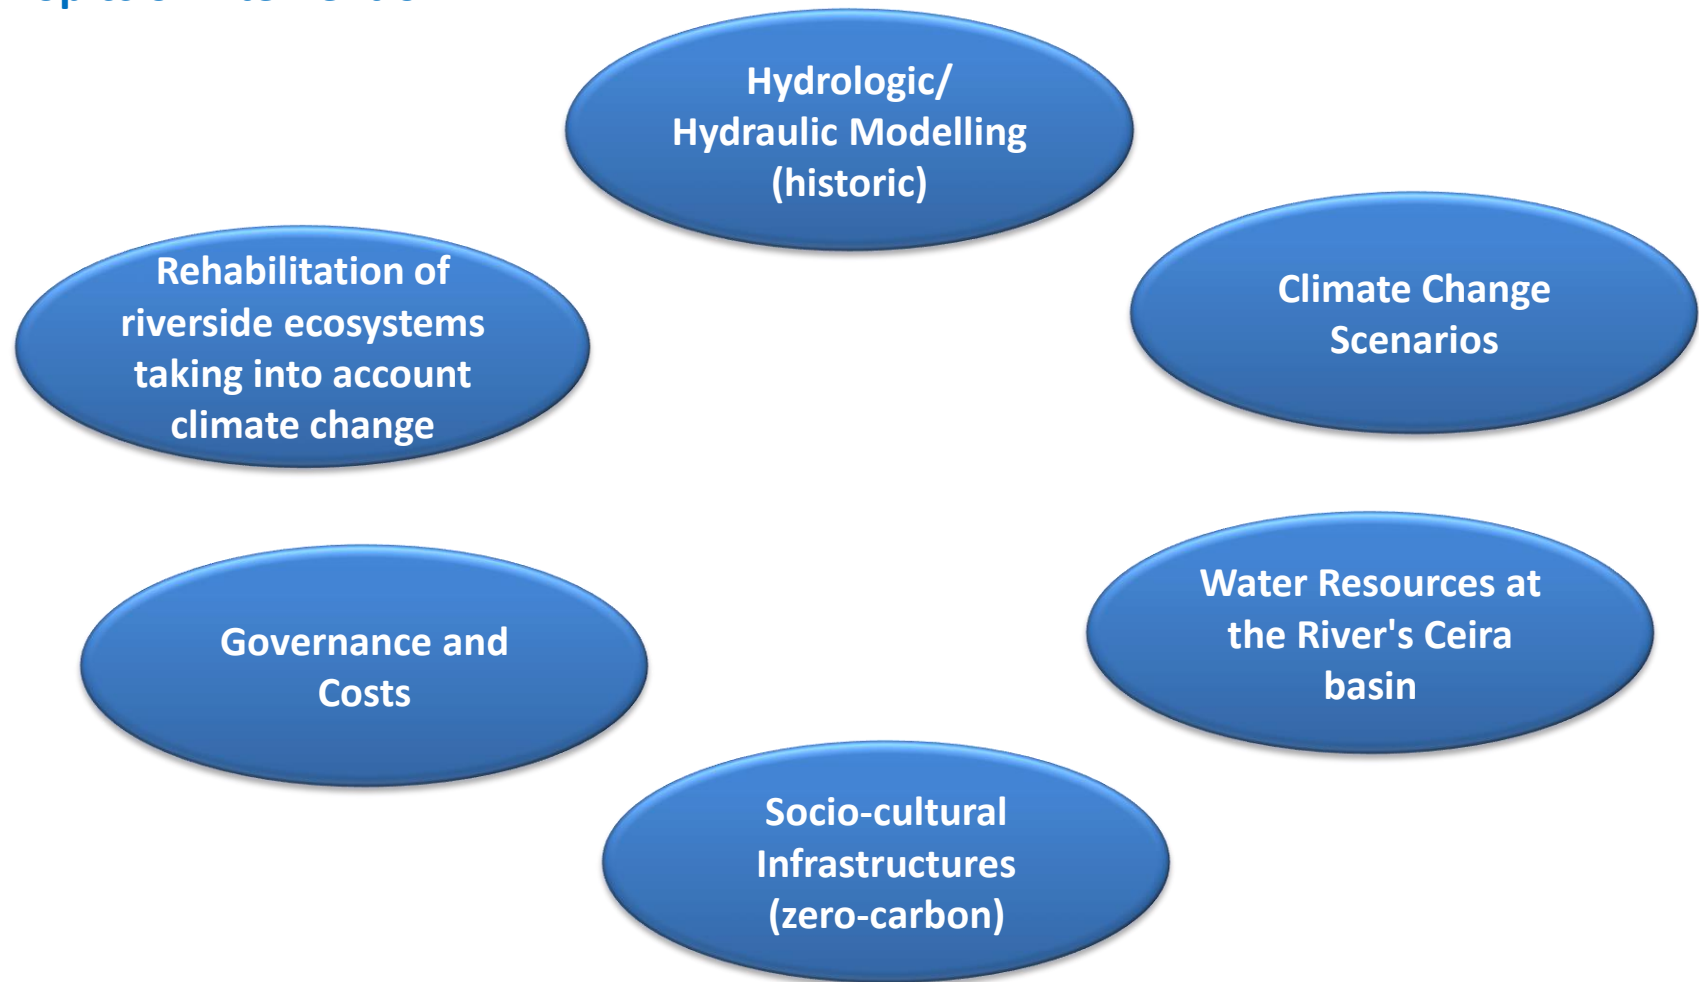 Hydrologic/
Hydraulic Modelling
(historic)
Climate Change
Scenarios
Rehabilitation of
riverside ecosystems
taking into account
climate change
Water Resources at
the River's Ceira
basin
Governance and
Costs
Socio-cultural
Infrastructures
(zero-carbon)